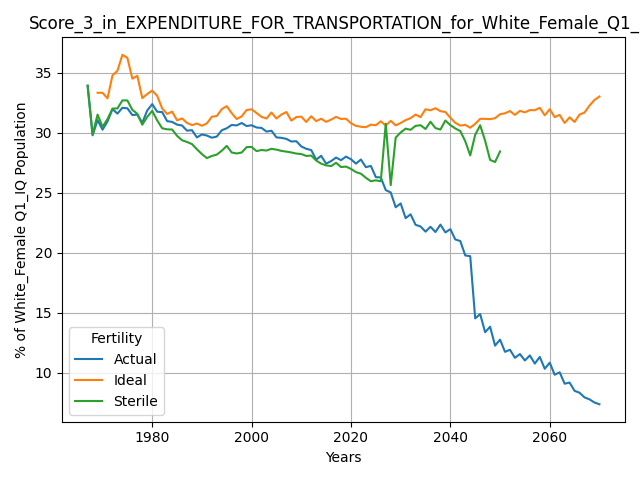 Score_3_in_EXPENDITURE_FOR_TRANSPORTATION_for_White_Female_Q1_
% of White_Female Q1_IQ Population
35
30
25
20
15
10
Fertility
Actual
Ideal
Sterile
1980
2000
2020
2040
2060
Years